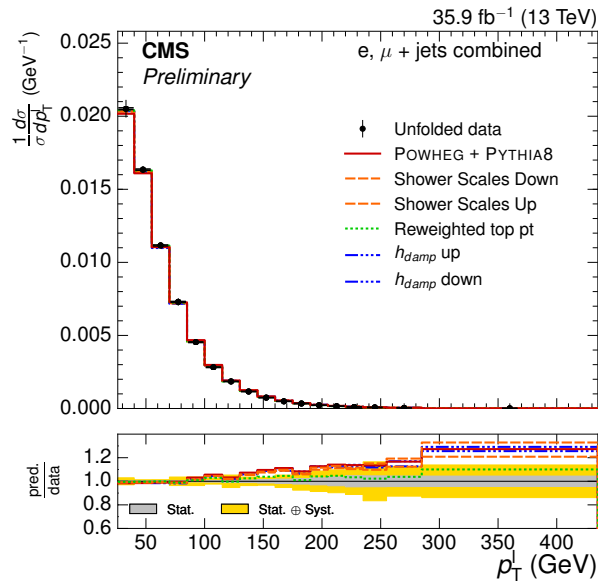 35.9 fb⁻¹ (13 TeV)
CMS
Preliminary
e, μ + jets combined
1/σ dσ/dp_T^l (GeV⁻¹)
0.025
0.020
0.015
0.010
0.005
0.000
Unfolded data
POWHEG + PYTHIA8
Shower Scales Down
Shower Scales Up
Reweighted top pt
h_damp up
h_damp down
pred.
data
1.2
1.0
0.8
0.6
Stat.
Stat. ⊕ Syst.
50 100 150 200 250 300 350 400
p_T^l (GeV)